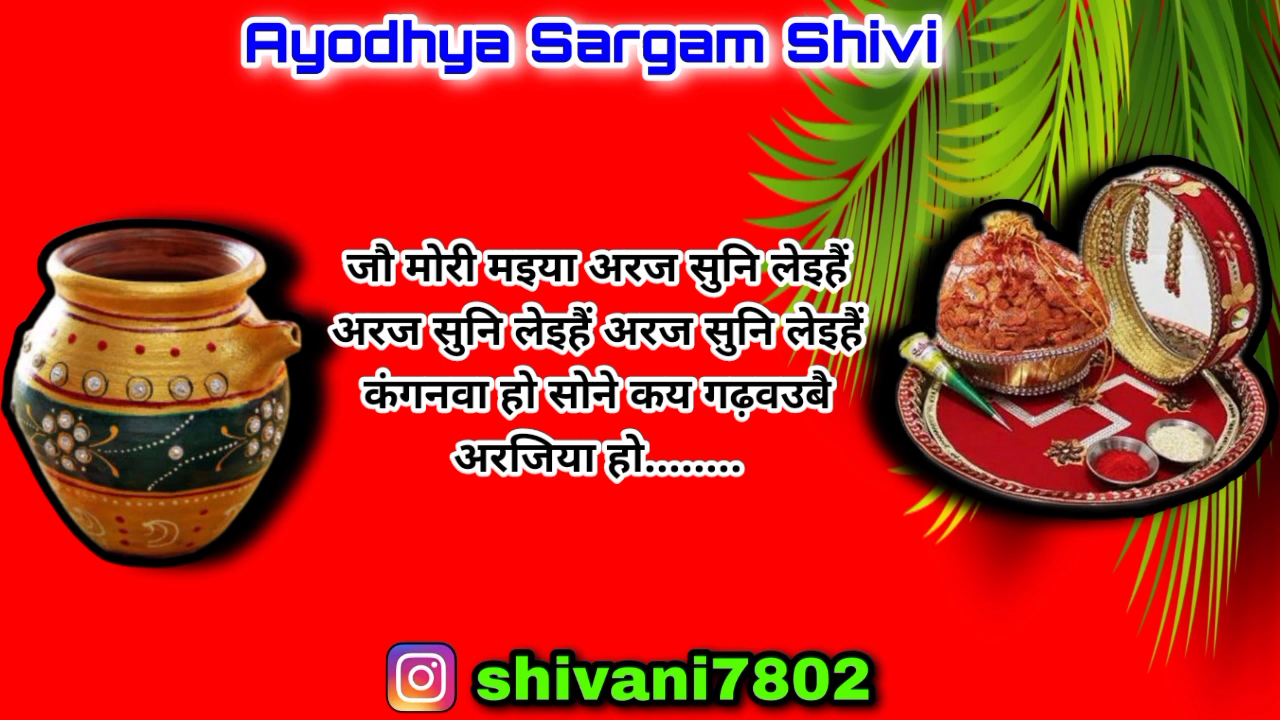 Ayodhya Sargam Shivi
जौ मोरी मइया अरज सुनि लेइहैं
अरज सुनि लेइहैं अरज सुनि लेइहैं
कंगनवा हो सोने कय गढ़वउबै
अरजिया हो........
shivani7802